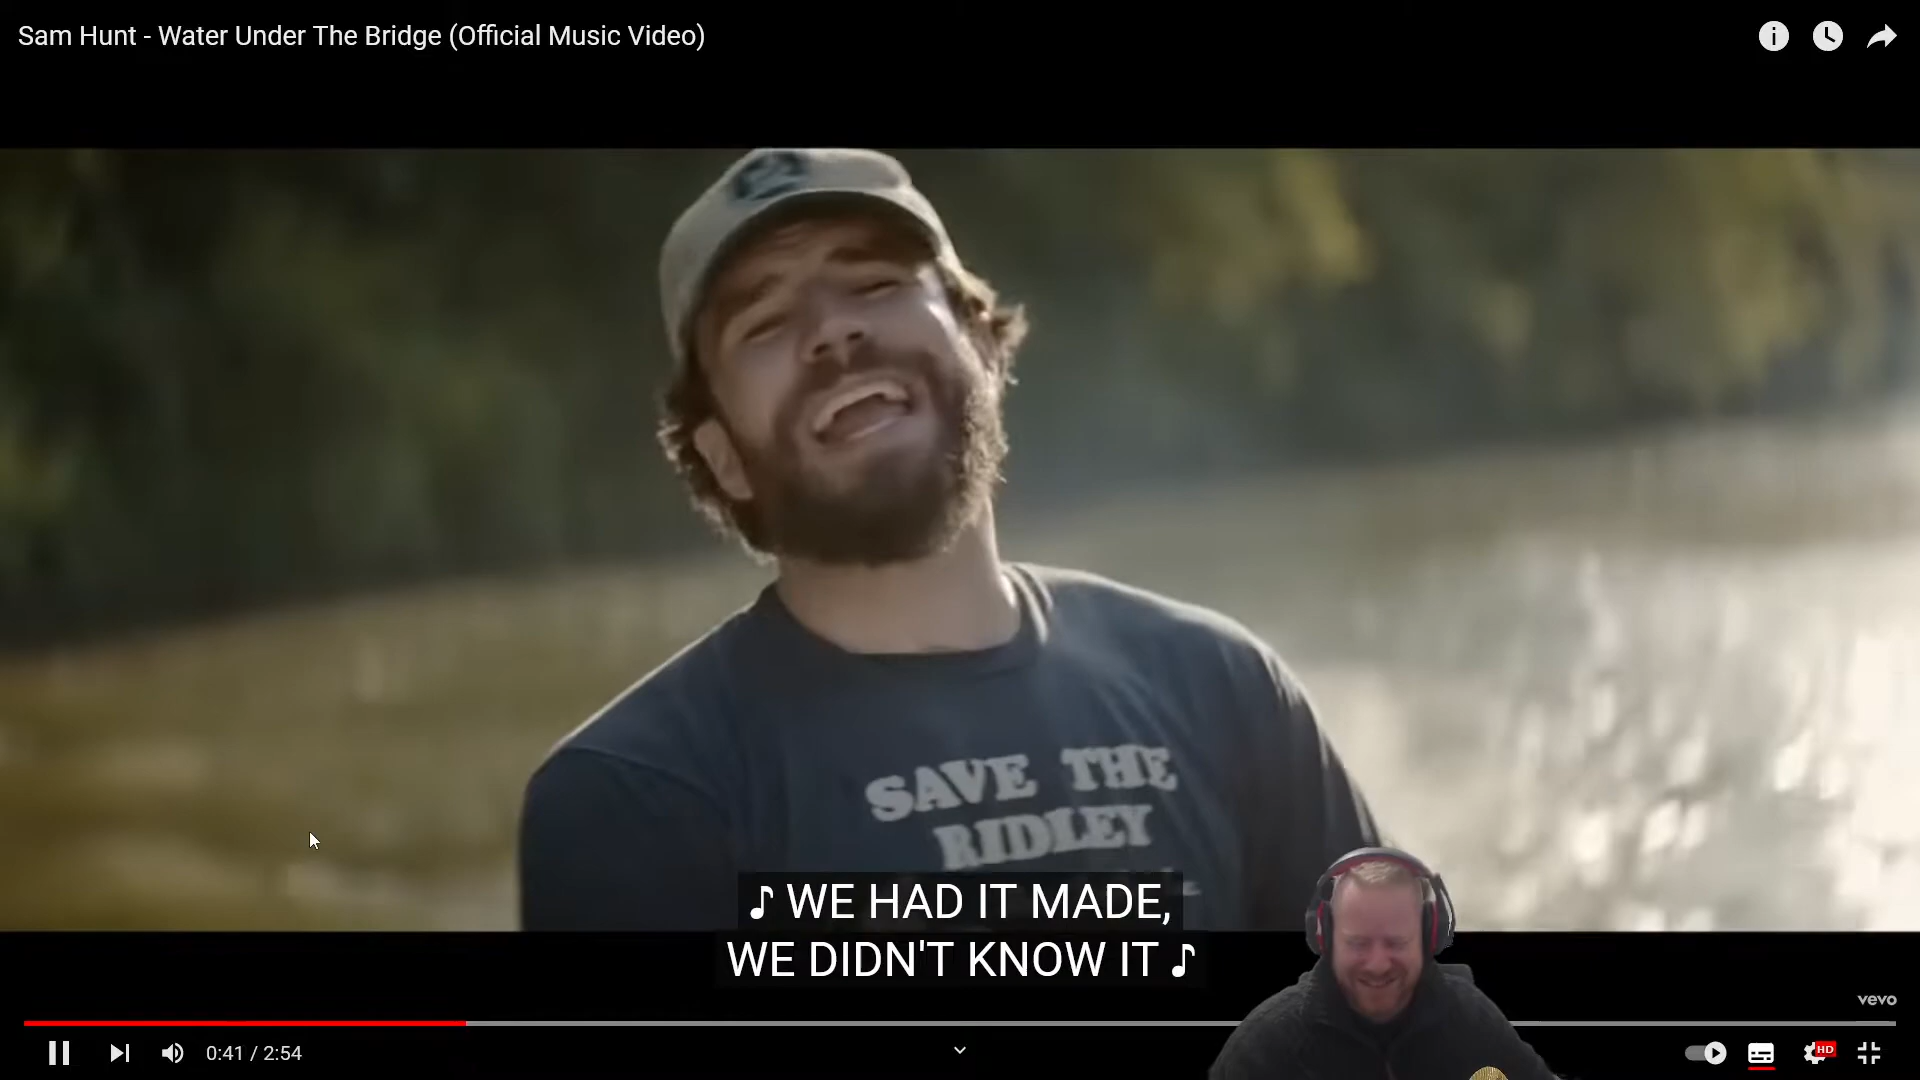 Sam Hunt - Water Under The Bridge (Official Music Video)
SAVE THE
RIDLEY
♪ WE HAD IT MADE,
WE DIDN'T KNOW IT ♪
vevo
0:41 / 2:54
HD